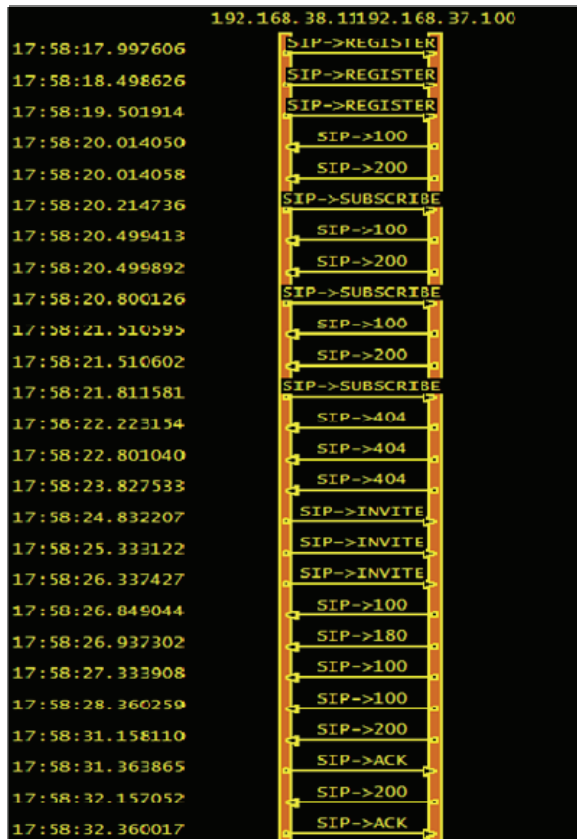 192.168.38.11192.168.37.100
17:58:17.997606 SIP->REGISTER
17:58:18.498626 SIP->REGISTER
17:58:19.501914 SIP->REGISTER
17:58:20.014050 SIP->100
17:58:20.014058 SIP->200
17:58:20.214736 SIP->SUBSCRIBE
17:58:20.499413 SIP->100
17:58:20.499892 SIP->200
17:58:20.800126 SIP->SUBSCRIBE
17:58:21.510595 SIP->100
17:58:21.510602 SIP->200
17:58:21.811581 SIP->SUBSCRIBE
17:58:22.223154 SIP->404
17:58:22.801040 SIP->404
17:58:23.827533 SIP->404
17:58:24.832207 SIP->INVITE
17:58:25.333122 SIP->INVITE
17:58:26.337427 SIP->INVITE
17:58:26.849044 SIP->100
17:58:26.937302 SIP->180
17:58:27.333908 SIP->100
17:58:28.360259 SIP->100
17:58:31.158110 SIP->200
17:58:31.363865 SIP->ACK
17:58:32.157052 SIP->200
17:58:32.360017 SIP->ACK